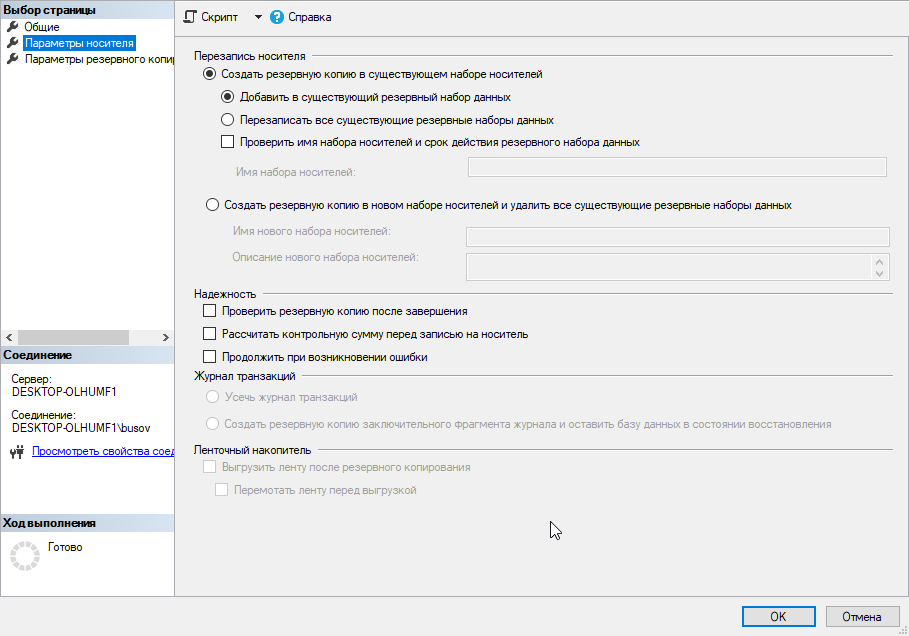 Выбор страницы
Общие
Параметры носителя
Параметры резервного копир
Скрипт
Справка
Перезапись носителя
Создать резервную копию в существующем наборе носителей
Добавить в существующий резервный набор данных
Перезаписать все существующие резервные наборы данных
Проверить имя набора носителей и срок действия резервного набора данных
Имя набора носителей:
Создать резервную копию в новом наборе носителей и удалить все существующие резервные наборы данных
Имя нового набора носителей:
Описание нового набора носителей:
Надежность
Проверить резервную копию после завершения
Рассчитать контрольную сумму перед записью на носитель
Продолжить при возникновении ошибки
Журнал транзакций
Усечь журнал транзакций
Создать резервную копию заключительного фрагмента журнала и оставить базу данных в состоянии восстановления
Ленточный накопитель
Выгрузить ленту после резервного копирования
Перемотать ленту перед выгрузкой
Соединение
Сервер:
DESKTOP-OLHUMF1
Соединение:
DESKTOP-OLHUMF1\busov
Просмотреть свойства соед
Ход выполнения
Готово
OK
Отмена